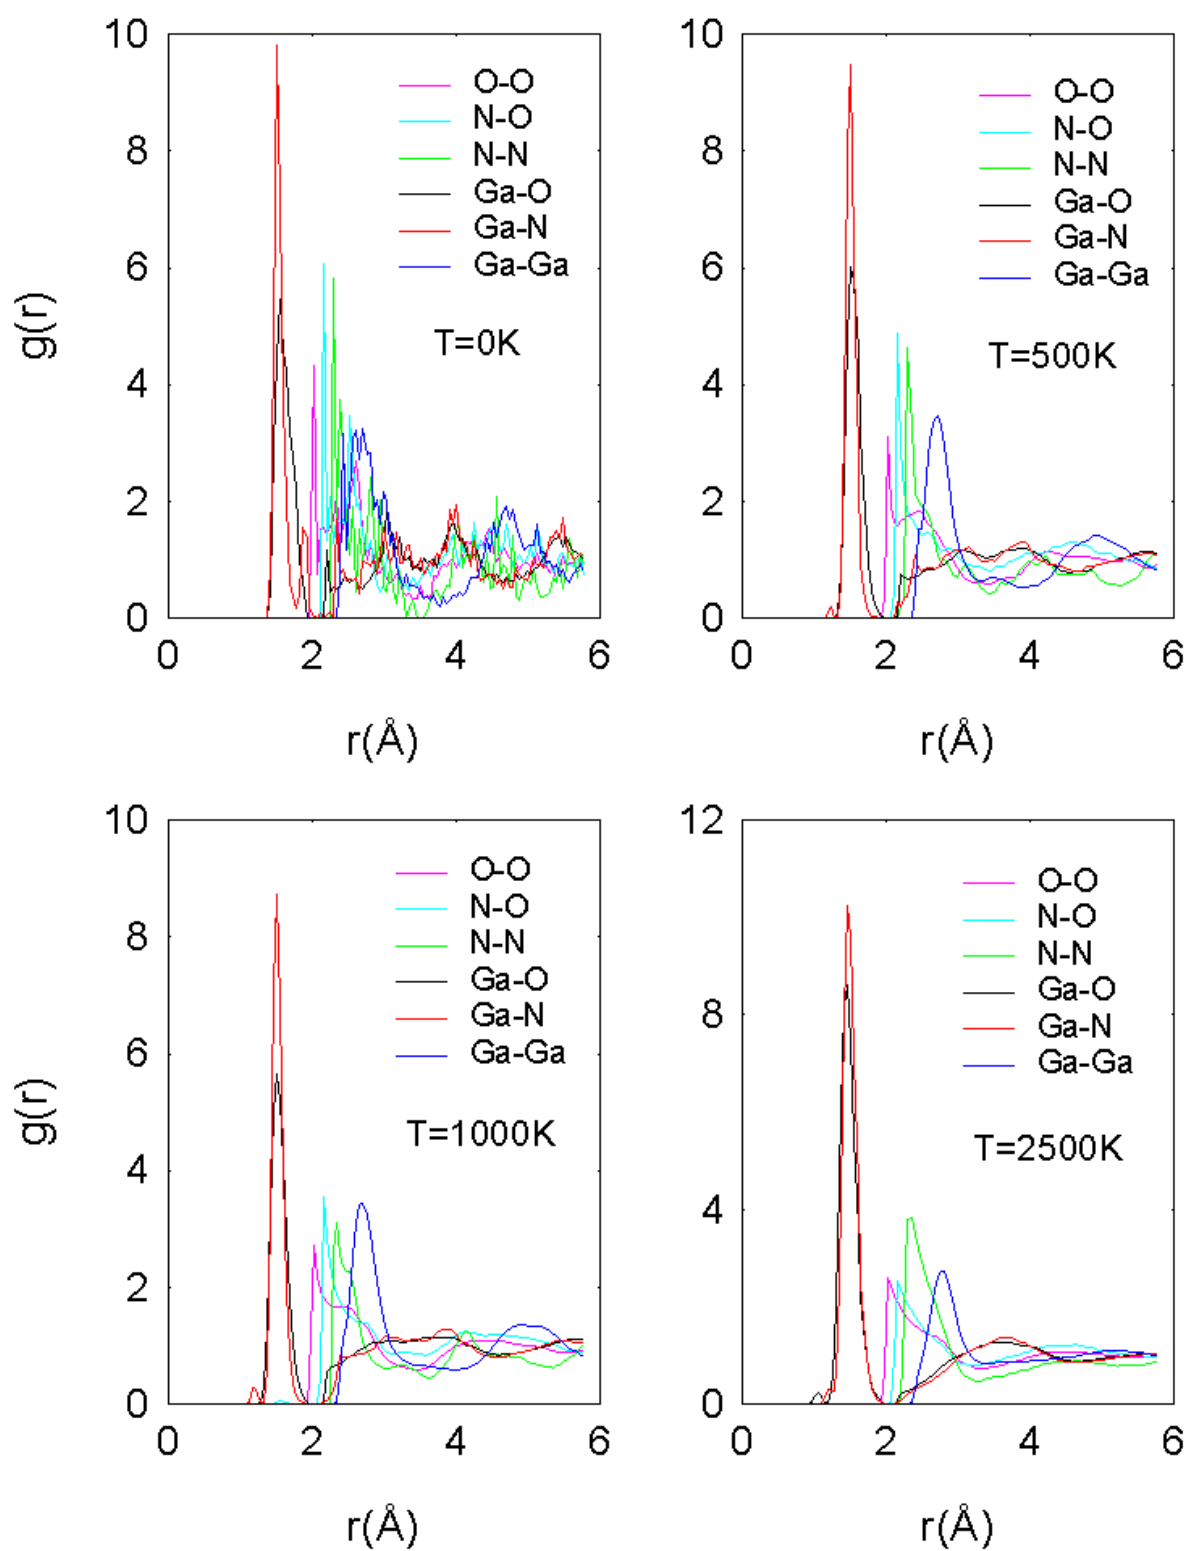 10
8
6
4
2
0
g(r)
O-O
N-O
N-N
Ga-O
Ga-N
Ga-Ga
T=0K
0 2 4 6
r(Å)
10
8
6
4
2
0
O-O
N-O
N-N
Ga-O
Ga-N
Ga-Ga
T=500K
0 2 4 6
r(Å)
10
8
6
4
2
0
g(r)
O-O
N-O
N-N
Ga-O
Ga-N
Ga-Ga
T=1000K
0 2 4 6
r(Å)
12
8
4
0
O-O
N-O
N-N
Ga-O
Ga-N
Ga-Ga
T=2500K
0 2 4 6
r(Å)